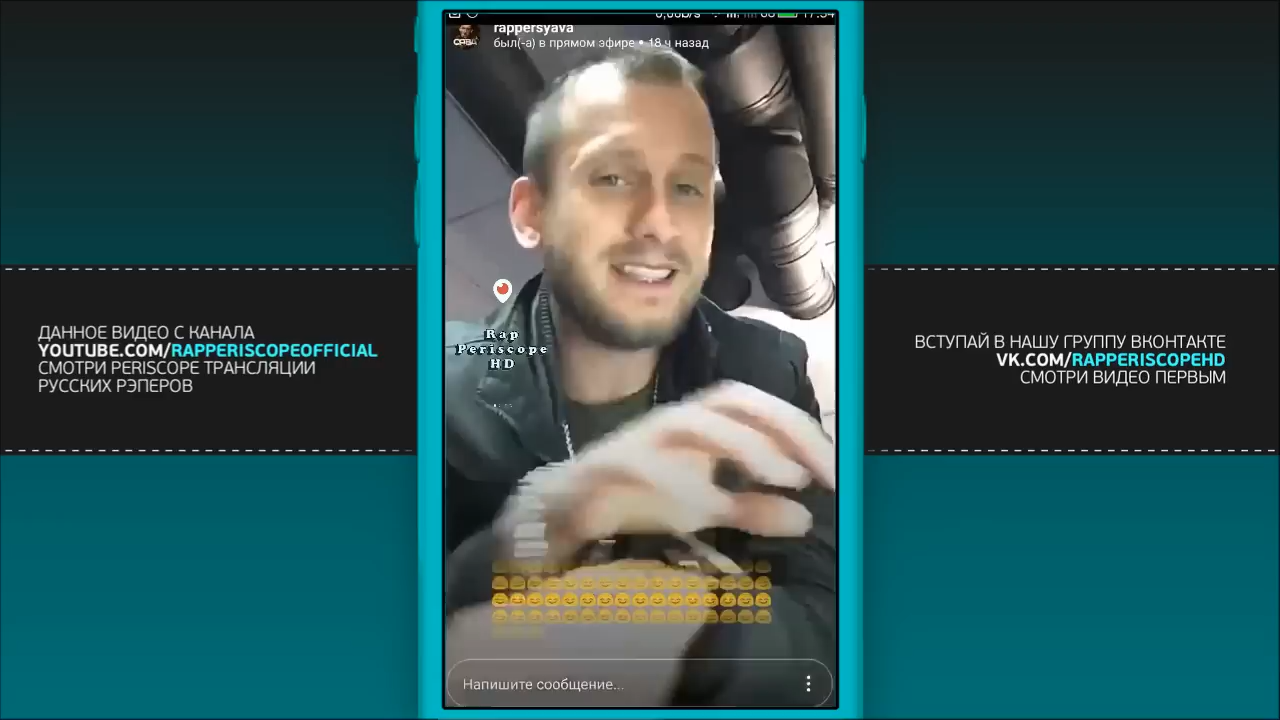 rappersyava
был(-а) в прямом эфире • 18 ч назад
Rap
Periscope
HD
ДАННОЕ ВИДЕО С КАНАЛА
YOUTUBE.COM/RAPPERISCOPEOFFICIAL
СМОТРИ PERISCOPE ТРАНСЛЯЦИИ
РУССКИХ РЭПЕРОВ
ВСТУПАЙ В НАШУ ГРУППУ ВКОНТАКТЕ
VK.COM/RAPPERISCOPEHD
СМОТРИ ВИДЕО ПЕРВЫМ
Напишите сообщение...